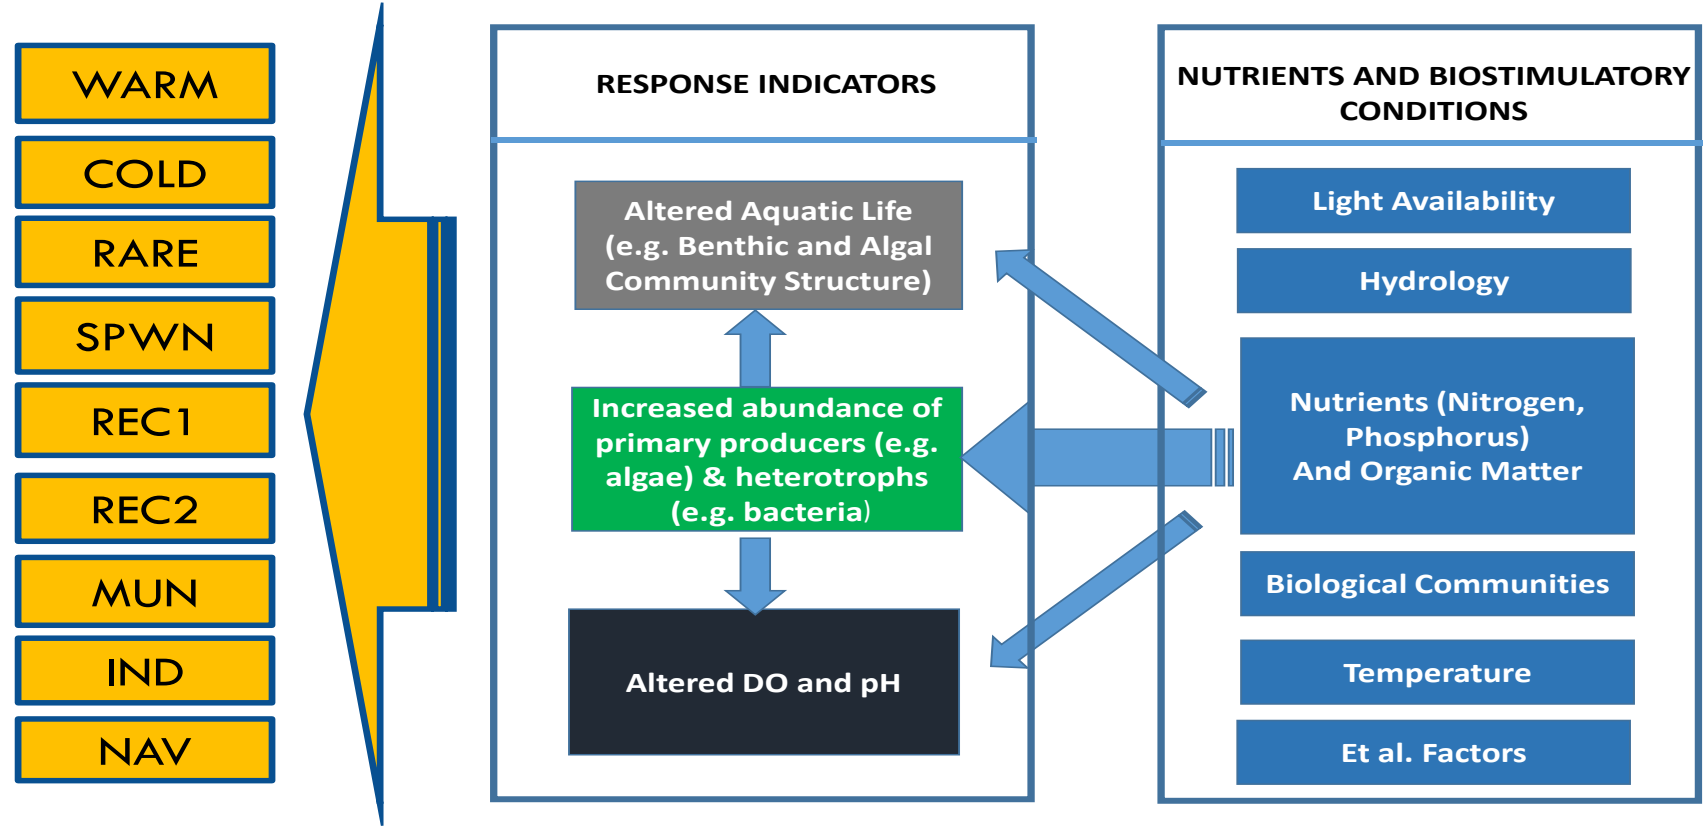 WARM
COLD
RARE
SPWN
REC1
REC2
MUN
IND
NAV
RESPONSE INDICATORS
Altered Aquatic Life
(e.g. Benthic and Algal
Community Structure)
Increased abundance of
primary producers (e.g.
algae) & heterotrophs
(e.g. bacteria)
Altered DO and pH
NUTRIENTS AND BIOSTIMULATORY
CONDITIONS
Light Availability
Hydrology
Nutrients (Nitrogen,
Phosphorus)
And Organic Matter
Biological Communities
Temperature
Et al. Factors